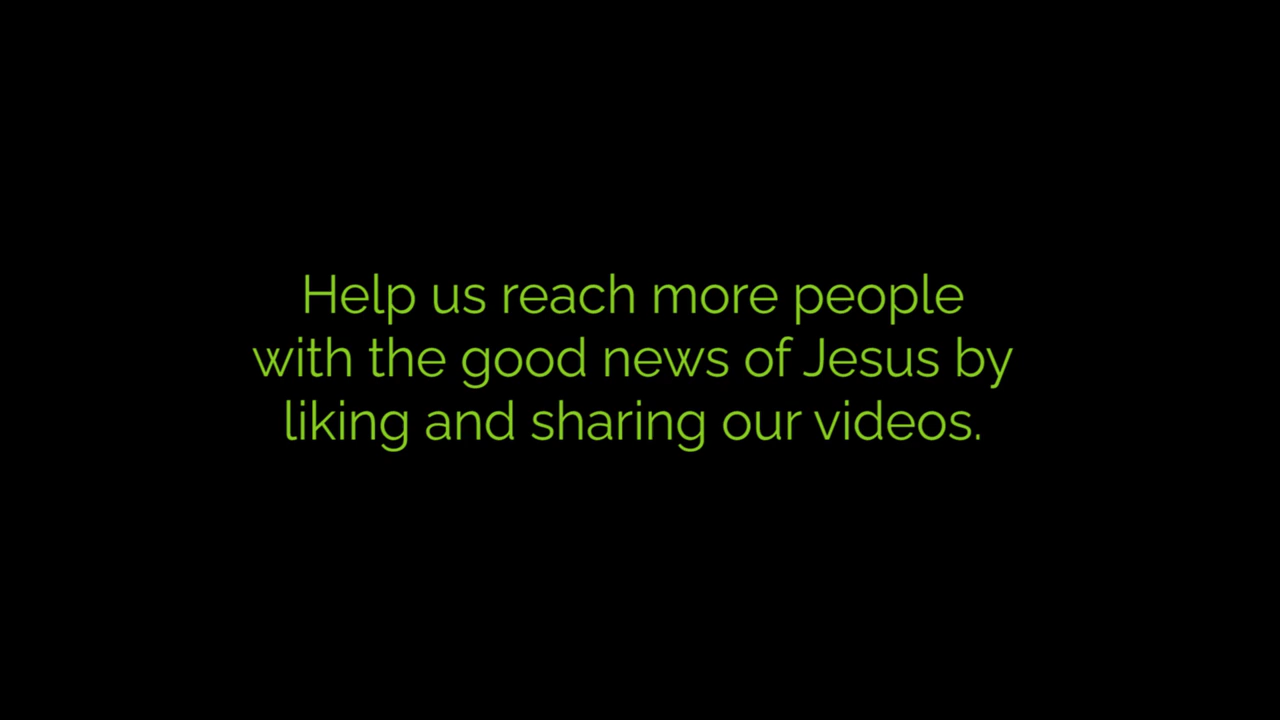 Help us reach more people
with the good news of Jesus by
liking and sharing our videos.